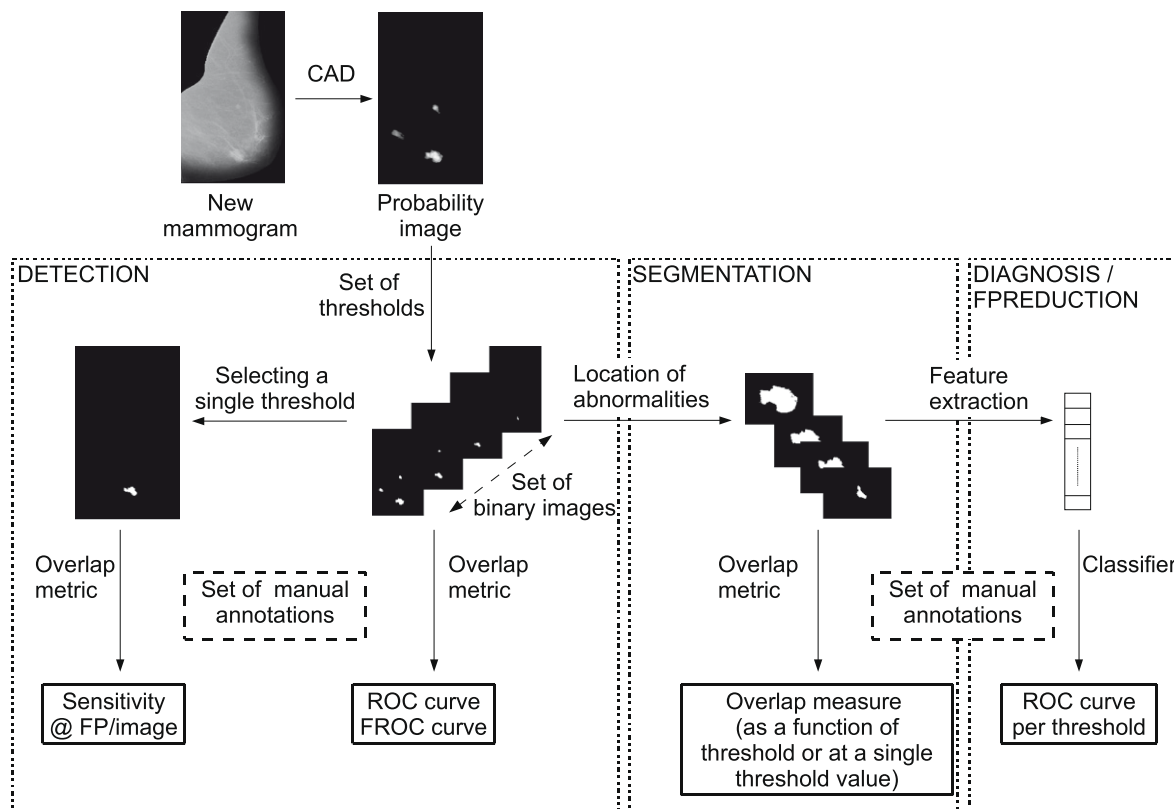 CAD
New
mammogram
Probability
image
DETECTION
Set of
thresholds
Selecting a
single threshold
Set of
binary images
Location of
abnormalities
Overlap
metric
Set of manual
annotations
Overlap
metric
Sensitivity
@ FP/image
ROC curve
FROC curve
SEGMENTATION
Feature
extraction
Overlap
metric
Set of manual
annotations
Overlap measure
(as a function of
threshold or at a single
threshold value)
DIAGNOSIS /
FPREDUCTION
Classifier
ROC curve
per threshold